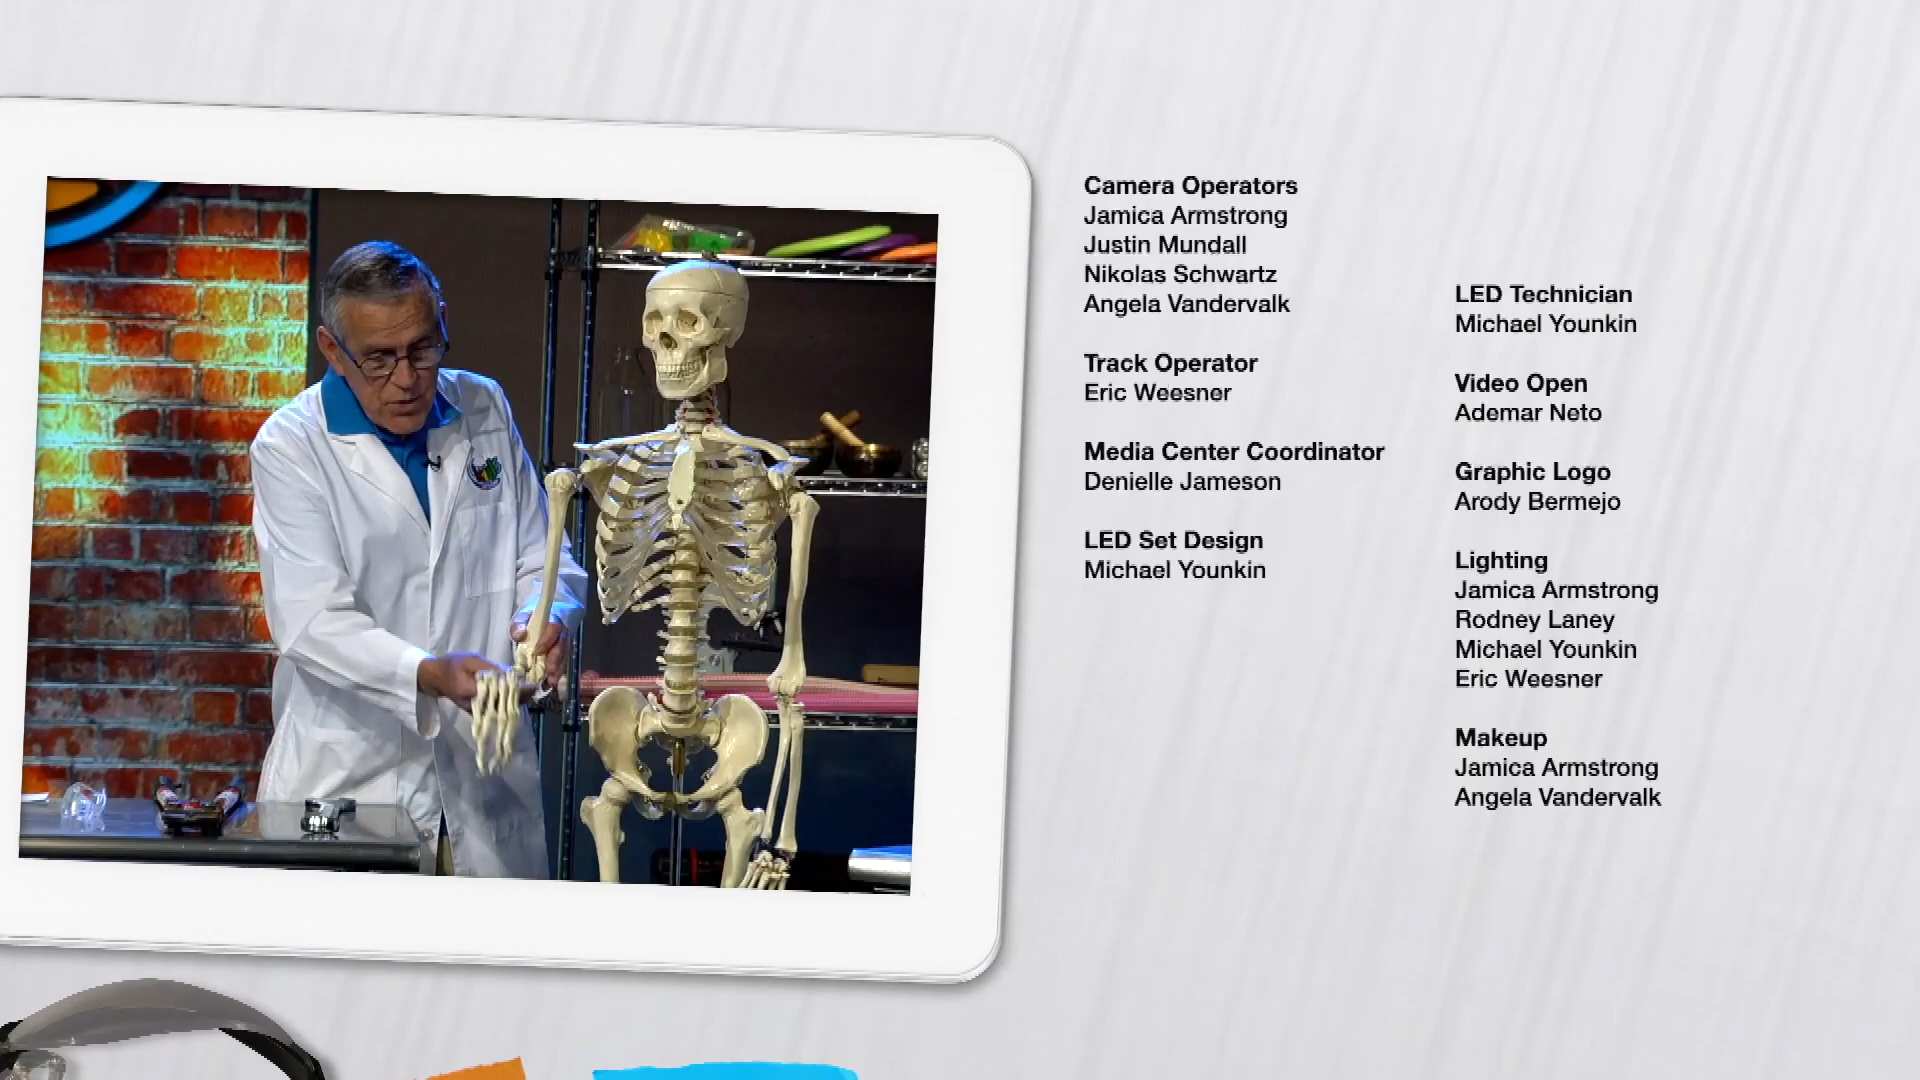 Camera Operators
Jamica Armstrong
Justin Mundall
Nikolas Schwartz
Angela Vandervalk
Track Operator
Eric Weesner
Media Center Coordinator
Denielle Jameson
LED Set Design
Michael Younkin
LED Technician
Michael Younkin
Video Open
Ademar Neto
Graphic Logo
Arody Bermejo
Lighting
Jamica Armstrong
Rodney Laney
Michael Younkin
Eric Weesner
Makeup
Jamica Armstrong
Angela Vandervalk